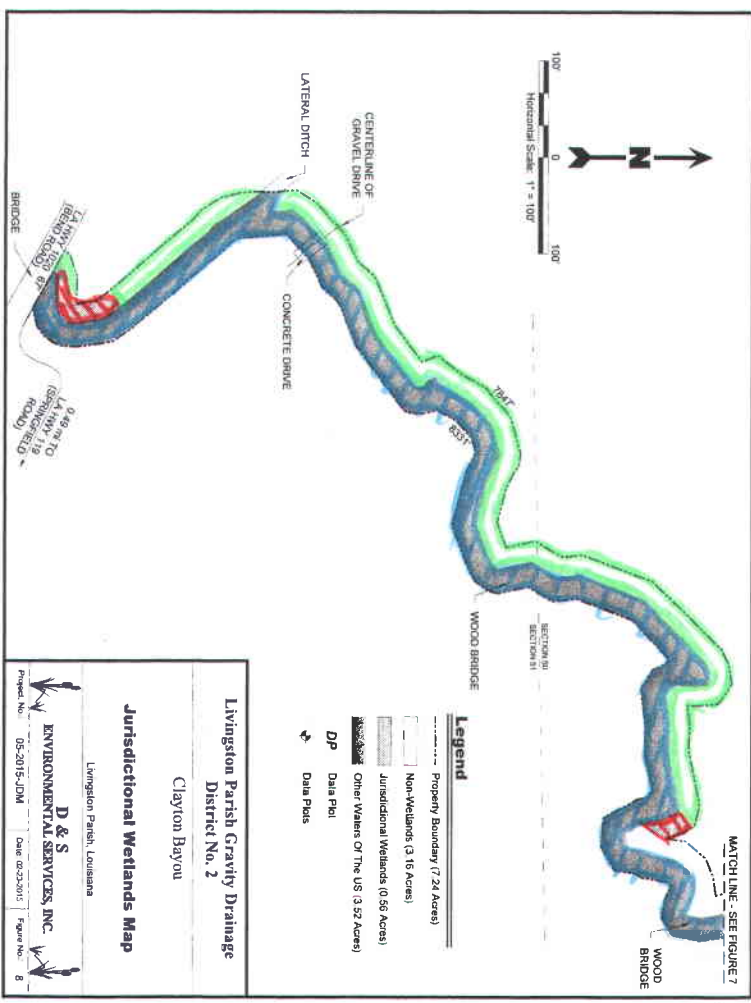 MATCH LINE - SEE FIGURE 7
WOOD
BRIDGE
100'
0
100'
Horizontal Scale: 1" = 100'
N
LATERAL DITCH
CENTERLINE OF
GRAVEL DRIVE
CONCRETE DRIVE
BRIDGE
LA HWY 1020
(BEND ROAD)
67'
0.49 mi TO
LA HWY 119
(SPRINGFIELD
ROAD)
7847'
8331'
WOOD BRIDGE
SECTION 50
SECTION 51
Legend
Property Boundary (7.24 Acres)
Non-Wetlands (3.16 Acres)
Jurisdictional Wetlands (0.56 Acres)
Other Waters Of The US (3.52 Acres)
DP Data Plot
Data Plots
Livingston Parish Gravity Drainage
District No. 2
Clayton Bayou
Jurisdictional Wetlands Map
Livingston Parish, Louisiana
D & S
ENVIRONMENTAL SERVICES, INC.
Project. No.: 05-2015-JDM
Date: 02-23-2015
Figure No.: 8